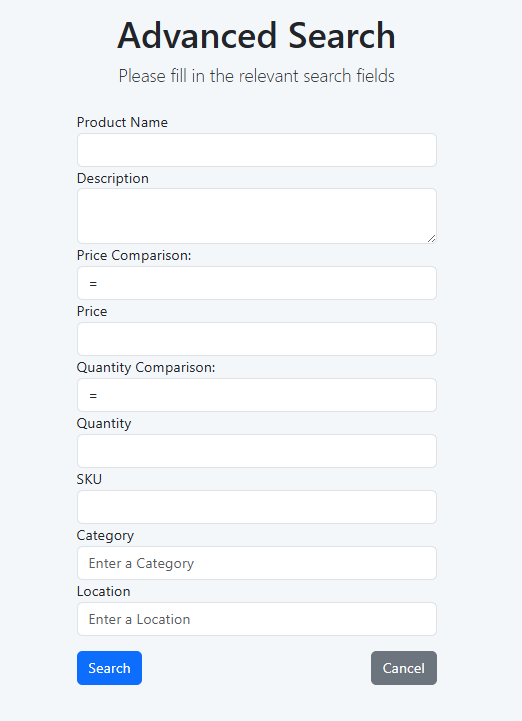 Advanced Search
Please fill in the relevant search fields
Product Name
Description
Price Comparison:
=
Price
Quantity Comparison:
=
Quantity
SKU
Category
Enter a Category
Location
Enter a Location
Search Cancel